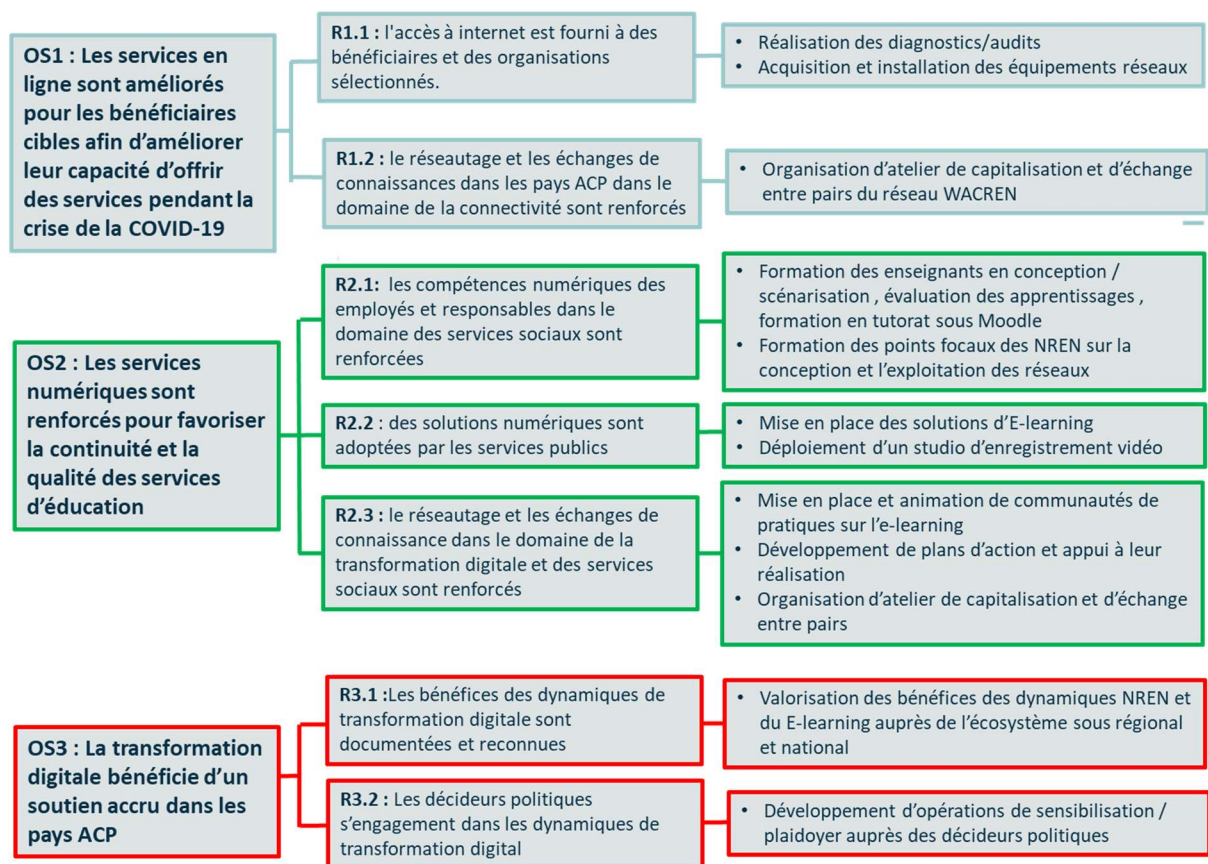 OS1 : Les services en
ligne sont améliorés
pour les bénéficiaires
cibles afin d’améliorer
leur capacité d’offrir
des services pendant la
crise de la COVID-19
R1.1 : l'accès à internet est fourni à des
bénéficiaires et des organisations
sélectionnés.
• Réalisation des diagnostics/audits
• Acquisition et installation des équipements réseaux
R1.2 : le réseautage et les échanges de
connaissances dans les pays ACP dans le
domaine de la connectivité sont renforcés
• Organisation d’atelier de capitalisation et d’échange
entre pairs du réseau WACREN
OS2 : Les services
numériques sont
renforcés pour favoriser
la continuité et la
qualité des services
d’éducation
R2.1: les compétences numériques des
employés et responsables dans le
domaine des services sociaux sont
renforcées
• Formation des enseignants en conception /
scénarisation , évaluation des apprentissages ,
formation en tutorat sous Moodle
• Formation des points focaux des NREN sur la
conception et l’exploitation des réseaux
R2.2 : des solutions numériques sont
adoptées par les services publics
• Mise en place des solutions d’E-learning
• Déploiement d’un studio d’enregistrement vidéo
R2.3 : le réseautage et les échanges de
connaissance dans le domaine de la
transformation digitale et des services
sociaux sont renforcés
• Mise en place et animation de communautés de
pratiques sur l’e-learning
• Développement de plans d’action et appui à leur
réalisation
• Organisation d’atelier de capitalisation et d’échange
entre pairs
OS3 : La transformation
digitale bénéficie d’un
soutien accru dans les
pays ACP
R3.1 :Les bénéfices des dynamiques de
transformation digitale sont
documentées et reconnues
• Valorisation des bénéfices des dynamiques NREN et
du E-learning auprès de l’écosystème sous régional
et national
R3.2 : Les décideurs politiques
s’engagement dans les dynamiques de
transformation digital
• Développement d’opérations de sensibilisation /
plaidoyer auprès des décideurs politiques